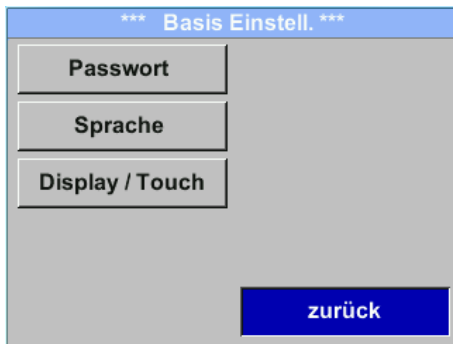 *** Basis Einstell. ***
Passwort
Sprache
Display / Touch
zurück